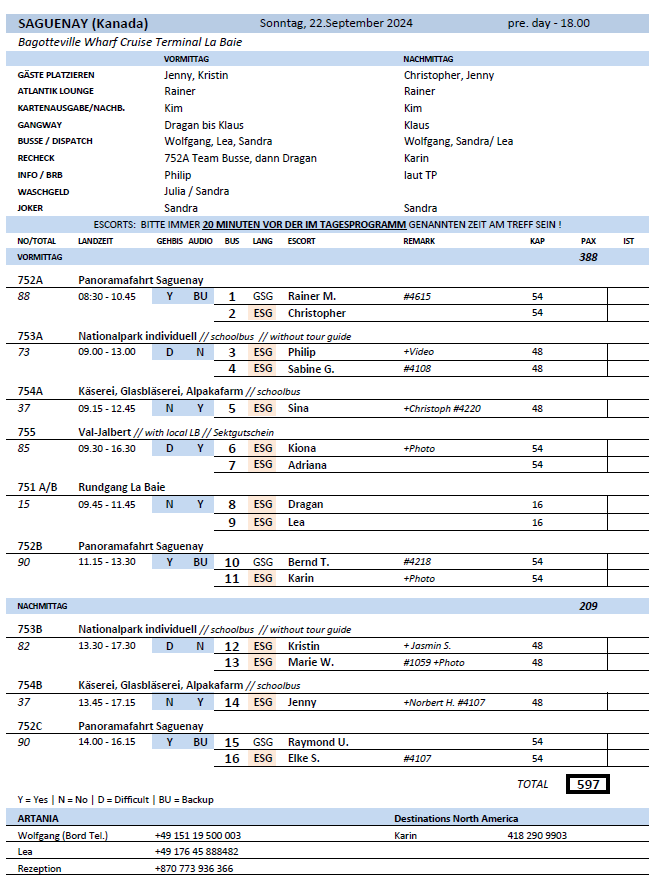 SAGUENAY (Kanada) Sonntag, 22.September 2024 pre. day - 18.00
Bagotteville Wharf Cruise Terminal La Baie
VORMITTAG NACHMITTAG
GÄSTE PLATZIEREN Jenny, Kristin Christopher, Jenny
ATLANTIK LOUNGE Rainer Rainer
KARTENAUSGABE/NACHB. Kim Kim
GANGWAY Dragan bis Klaus Klaus
BUSSE / DISPATCH Wolfgang, Lea, Sandra Wolfgang, Sandra/ Lea
RECHECK 752A Team Busse, dann Dragan Karin
INFO / BRB Philip laut TP
WASCHGELD Julia / Sandra
JOKER Sandra Sandra
ESCORTS: BITTE IMMER 20 MINUTEN VOR DER IM TAGESPROGRAMM GENANNTEN ZEIT AM TREFF SEIN !
NO/TOTAL LANDZEIT GEHBIS AUDIO BUS LANG ESCORT REMARK KAP PAX IST
VORMITTAG 388
752A Panoramafahrt Saguenay
88 08:30 - 10.45 Y BU 1 GSG Rainer M. #4615 54
2 ESG Christopher 54
753A Nationalpark individuell // schoolbus // without tour guide
73 09.00 - 13.00 D N 3 ESG Philip +Video 48
4 ESG Sabine G. #4108 48
754A Käserei, Glasbläserei, Alpakafarm // schoolbus
37 09.15 - 12.45 N Y 5 ESG Sina +Christoph #4220 48
755 Val-Jalbert // with local LB // Sektgutschein
85 09.30 - 16.30 D Y 6 ESG Kiona +Photo 54
7 ESG Adriana 54
751 A/B Rundgang La Baie
15 09.45 - 11.45 N Y 8 ESG Dragan 16
9 ESG Lea 16
752B Panoramafahrt Saguenay
90 11.15 - 13.30 Y BU 10 GSG Bernd T. #4218 54
11 ESG Karin +Photo 54
NACHMITTAG 209
753B Nationalpark individuell // schoolbus // without tour guide
82 13.30 - 17.30 D N 12 ESG Kristin + Jasmin S. 48
13 ESG Marie W. #1059 +Photo 48
754B Käserei, Glasbläserei, Alpakafarm // schoolbus
37 13.45 - 17.15 N Y 14 ESG Jenny +Norbert H. #4107 48
752C Panoramafahrt Saguenay
90 14.00 - 16.15 Y BU 15 GSG Raymond U. 54
16 ESG Elke S. #4107 54
TOTAL 597
Y = Yes | N = No | D = Difficult | BU = Backup
ARTANIA Destinations North America
Wolfgang (Bord Tel.) +49 151 19 500 003 Karin 418 290 9903
Lea +49 176 45 888482
Rezeption +870 773 936 366